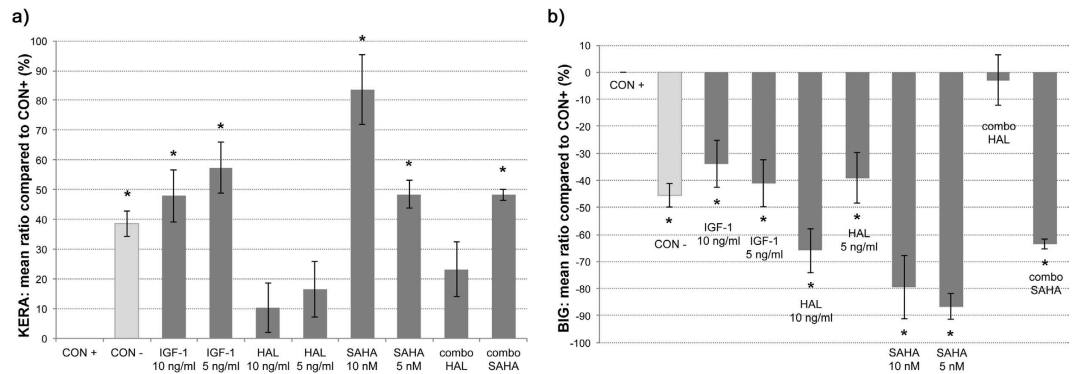 a)
KERA: mean ratio compared to CON+ (%)
100
90
80
70
60
50
40
30
20
10
0
*
*
*
*
*
*
CON + CON - IGF-1 IGF-1 HAL HAL SAHA SAHA combo combo
10 ng/ml 5 ng/ml 10 ng/ml 5 ng/ml 10 nM 5 nM HAL SAHA
b)
BIG: mean ratio compared to CON+ (%)
10
0
-10
-20
-30
-40
-50
-60
-70
-80
-90
-100
CON +
*
CON -
*
IGF-1
10 ng/ml
*
IGF-1
5 ng/ml
*
HAL
10 ng/ml
*
HAL
5 ng/ml
*
SAHA
10 nM
*
SAHA
5 nM
combo
HAL
*
combo
SAHA